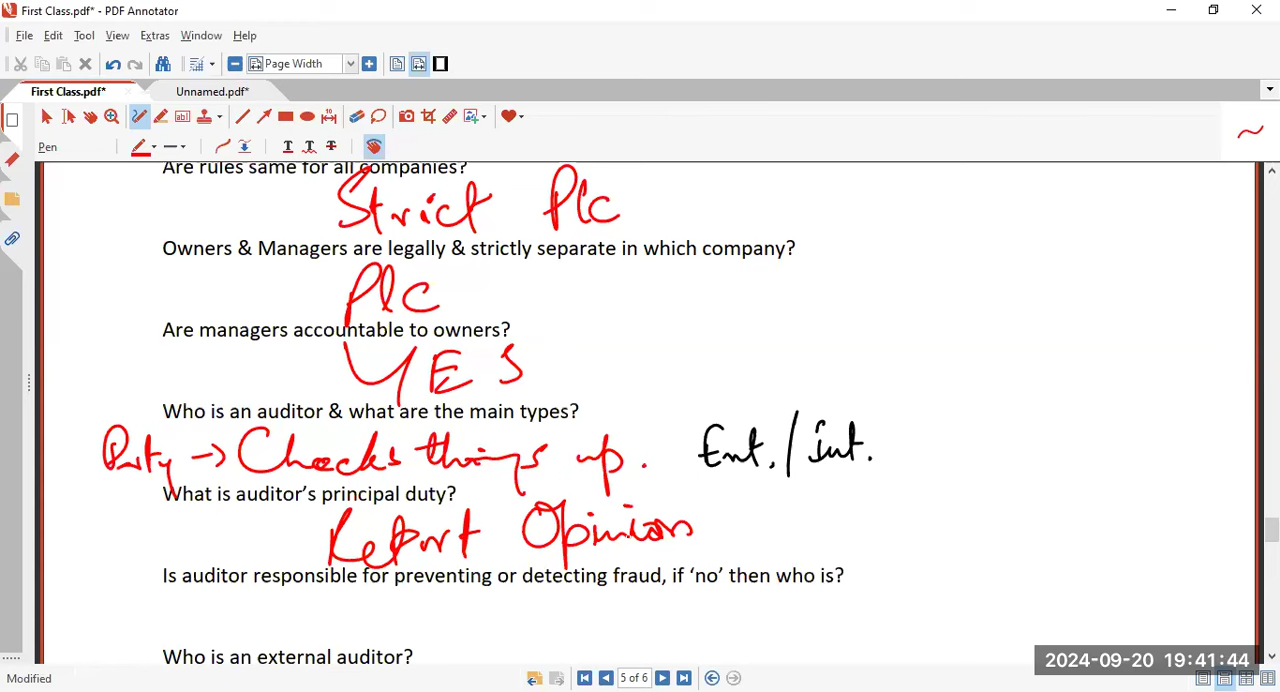 First Class.pdf* - PDF Annotator
File Edit Tool View Extras Window Help
Page Width
First Class.pdf* Unnamed.pdf*
Pen
Are rules same for all companies?
Strict Plc
Owners & Managers are legally & strictly separate in which company?
Plc
Are managers accountable to owners?
YES
Who is an auditor & what are the main types?
Party → Checks things up. Ext. / Int.
What is auditor's principal duty?
Report Opinion
Is auditor responsible for preventing or detecting fraud, if 'no' then who is?
Who is an external auditor?
2024-09-20 19:41:44
Modified 5 of 6